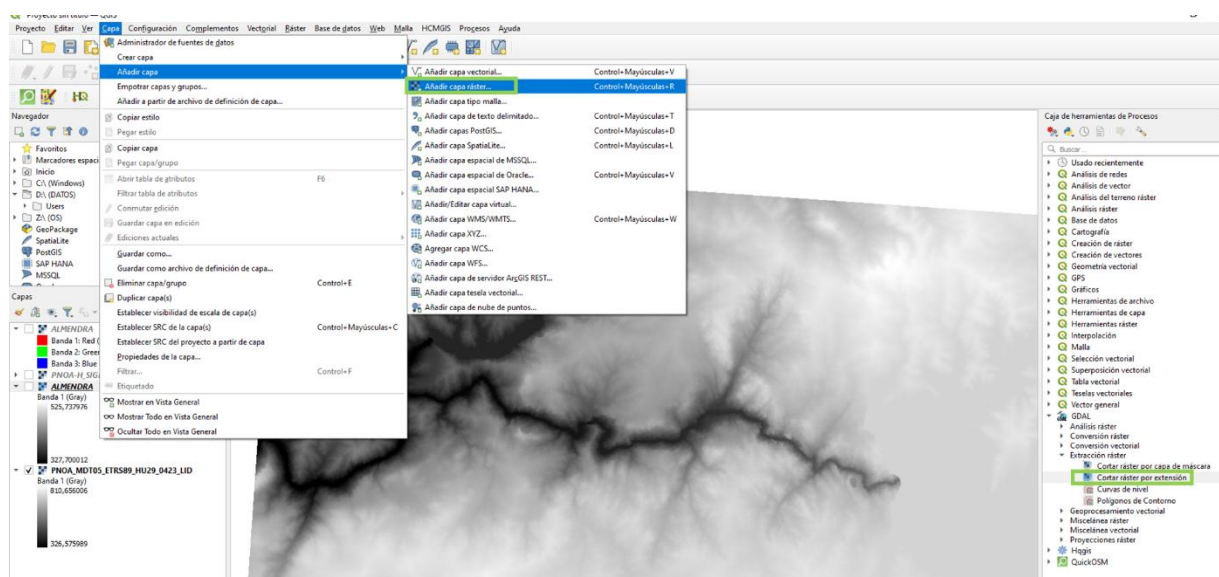 Proyecto Editar Ver Capa Configuración Complementos Vectorial Ráster Base de datos Web Malla HCMGIS Procesos Ayuda
Administrador de fuentes de datos
Crear capa
Añadir capa
Empotrar capas y grupos...
Añadir a partir de archivo de definición de capa...
Copiar estilo
Pegar estilo
Copiar capa
Pegar capa/grupo
Abrir tabla de atributos F6
Filtrar tabla de atributos
Conmutar edición
Guardar capa en edición
Ediciones actuales
Guardar como...
Guardar como archivo de definición de capa...
Eliminar capa/grupo Control+E
Duplicar capa(s)
Establecer visibilidad de escala de capa(s)
Establecer SRC de la capa(s) Control+Mayúsculas+C
Establecer SRC del proyecto a partir de capa
Propiedades de la capa...
Filtrar... Control+F
Etiquetado
Mostrar en Vista General
Mostrar Todo en Vista General
Ocultar Todo en Vista General
Añadir capa vectorial... Control+Mayúsculas+V
Añadir capa ráster... Control+Mayúsculas+R
Añadir capa tipo malla...
Añadir capa de texto delimitado... Control+Mayúsculas+T
Añadir capas PostGIS... Control+Mayúsculas+D
Añadir capa SpatiaLite... Control+Mayúsculas+L
Añadir capa espacial de MSSQL...
Añadir capa espacial de Oracle... Control+Mayúsculas+V
Añadir capa espacial SAP HANA...
Añadir/Editar capa virtual...
Añadir capa WMS/WMTS... Control+Mayúsculas+W
Añadir capa XYZ...
Agregar capa WCS...
Añadir capa WFS...
Añadir capa de servidor ArcGIS REST...
Añadir capa tesela vectorial...
Añadir capa de nube de puntos...
Navegador
Favoritos
Marcadores espaci
Inicio
C:\ (Windows)
D:\ (DATOS)
Users
Z:\ (OS)
GeoPackage
SpatiaLite
PostGIS
SAP HANA
MSSQL
Capas
ALMENDRA
Banda 1: Red (
Banda 2: Greer
Banda 3: Blue
PNOA-H_SIG
ALMENDRA
Banda 1 (Gray)
525,737976
327,700012
PNOA_MDT05_ETRS89_HU29_0423_LID
Banda 1 (Gray)
810,656006
326,575989
Caja de herramientas de Procesos
Buscar...
Usado recientemente
Análisis de redes
Análisis de vector
Análisis del terreno ráster
Análisis ráster
Base de datos
Cartografía
Creación de ráster
Creación de vectores
Geometría vectorial
GPS
Gráficos
Herramientas de archivo
Herramientas de capa
Herramientas ráster
Interpolación
Malla
Selección vectorial
Superposición vectorial
Tabla vectorial
Teselas vectoriales
Vector general
GDAL
Análisis ráster
Conversión ráster
Conversión vectorial
Extracción ráster
Cortar ráster por capa de máscara
Cortar ráster por extensión
Curvas de nivel
Polígonos de Contorno
Geoprocesamiento vectorial
Miscelánea ráster
Miscelánea vectorial
Proyecciones ráster
Hqgis
QuickOSM